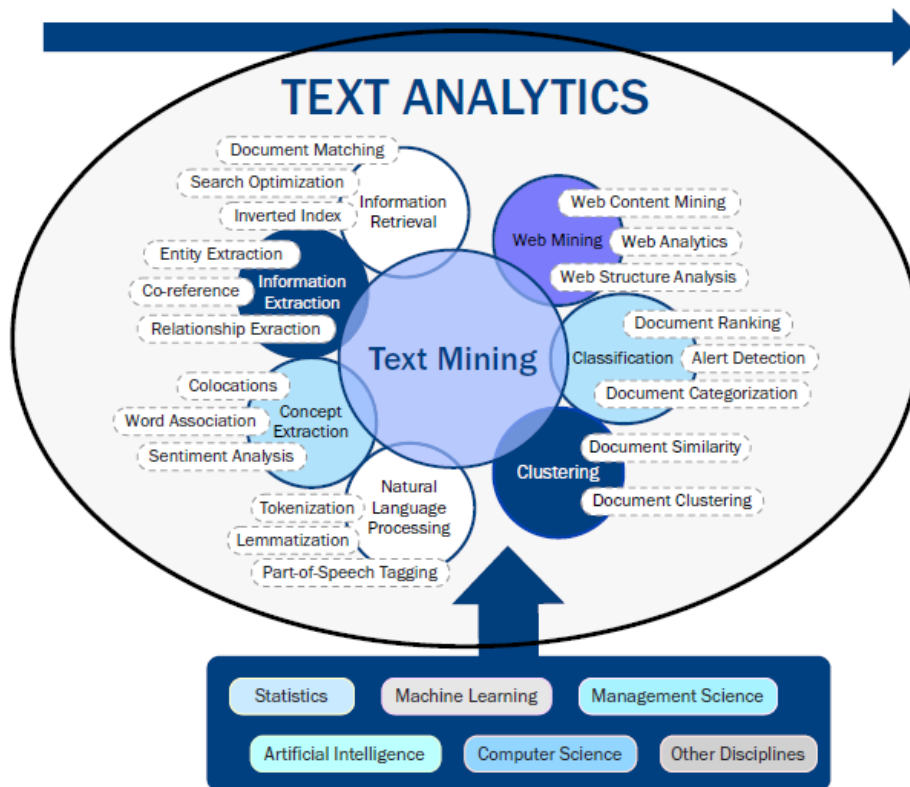 TEXT ANALYTICS
Document Matching
Search Optimization
Inverted Index
Information
Retrieval
Entity Extraction
Co-reference
Relationship Exraction
Information
Extraction
Colocations
Word Association
Sentiment Analysis
Concept
Extraction
Tokenization
Lemmatization
Part-of-Speech Tagging
Natural
Language
Processing
Text Mining
Web Mining
Web Content Mining
Web Analytics
Web Structure Analysis
Classification
Document Ranking
Alert Detection
Document Categorization
Clustering
Document Similarity
Document Clustering
Statistics
Machine Learning
Management Science
Artificial Intelligence
Computer Science
Other Disciplines